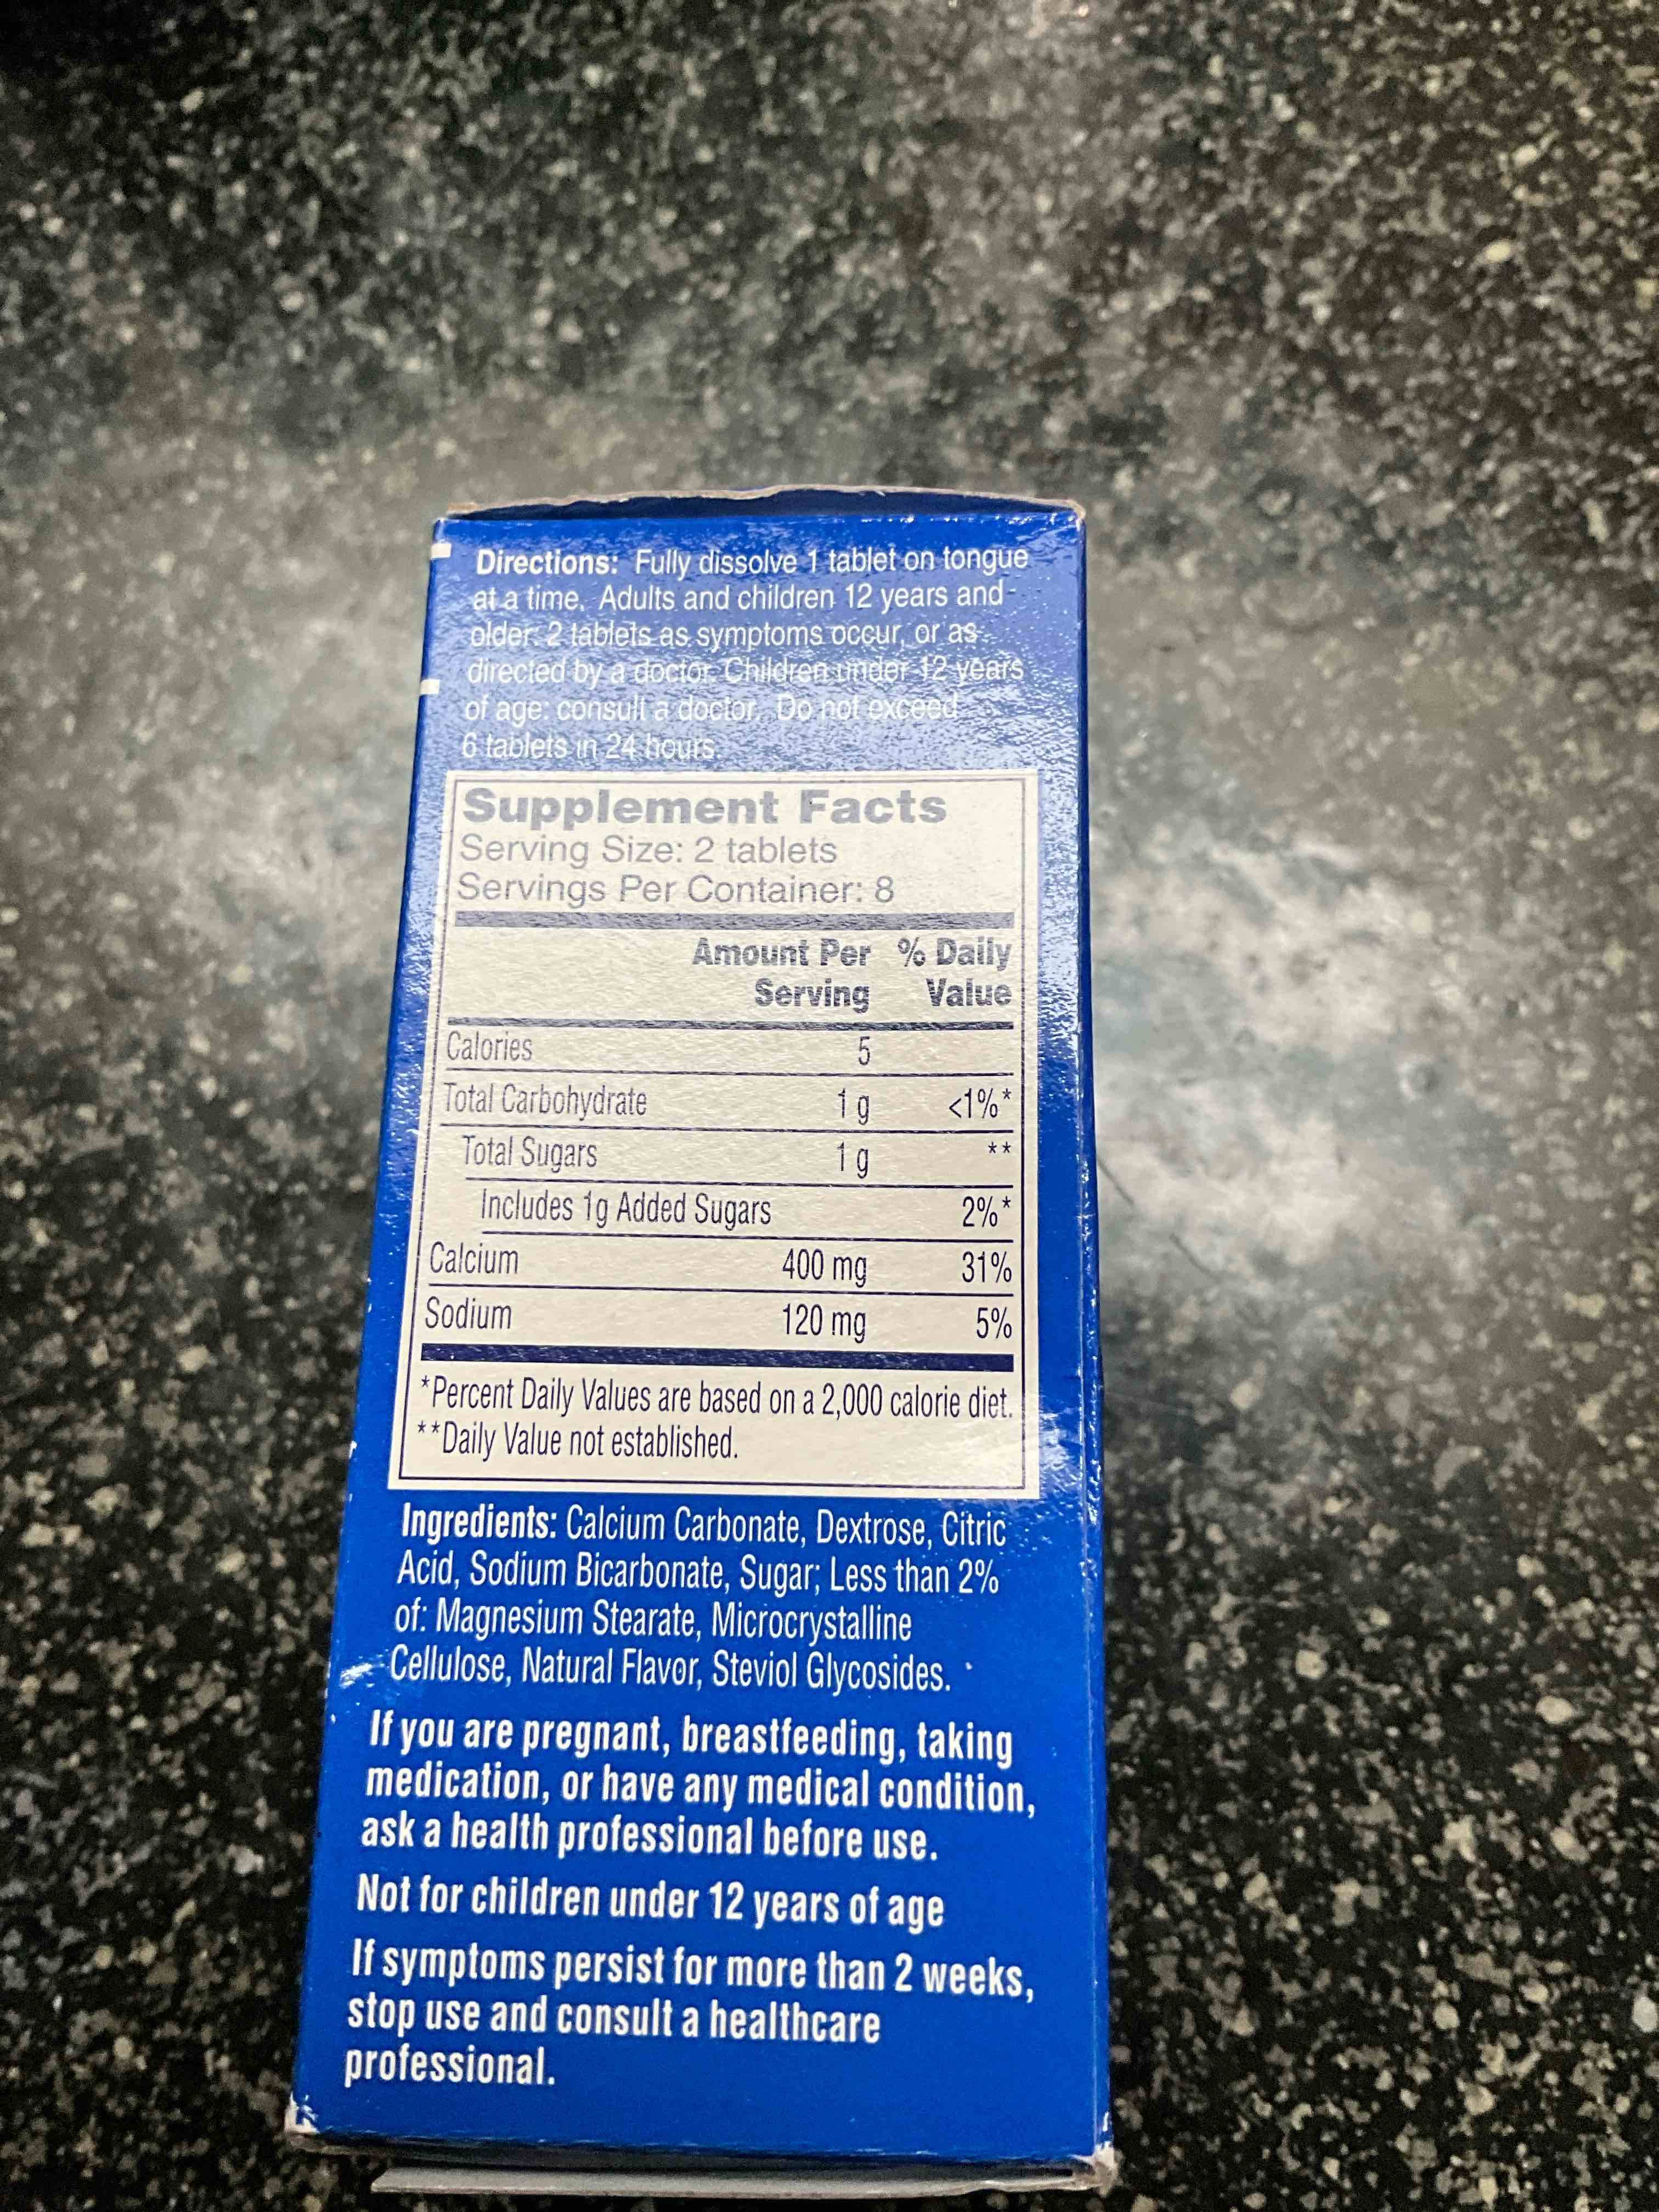 Directions: Fully dissolve 1 tablet on tongue
at a time. Adults and children 12 years and
older: 2 tablets as symptoms occur, or as
directed by a doctor. Children under 12 years
of age: consult a doctor. Do not exceed
6 tablets in 24 hours.
Supplement Facts
Serving Size: 2 tablets
Servings Per Container: 8
Amount Per % Daily
Serving Value
Calories 5
Total Carbohydrate 1 g <1%*
Total Sugars 1 g **
Includes 1g Added Sugars 2%*
Calcium 400 mg 31%
Sodium 120 mg 5%
*Percent Daily Values are based on a 2,000 calorie diet.
**Daily Value not established.
Ingredients: Calcium Carbonate, Dextrose, Citric
Acid, Sodium Bicarbonate, Sugar; Less than 2%
of: Magnesium Stearate, Microcrystalline
Cellulose, Natural Flavor, Steviol Glycosides.
If you are pregnant, breastfeeding, taking
medication, or have any medical condition,
ask a health professional before use.
Not for children under 12 years of age
If symptoms persist for more than 2 weeks,
stop use and consult a healthcare
professional.